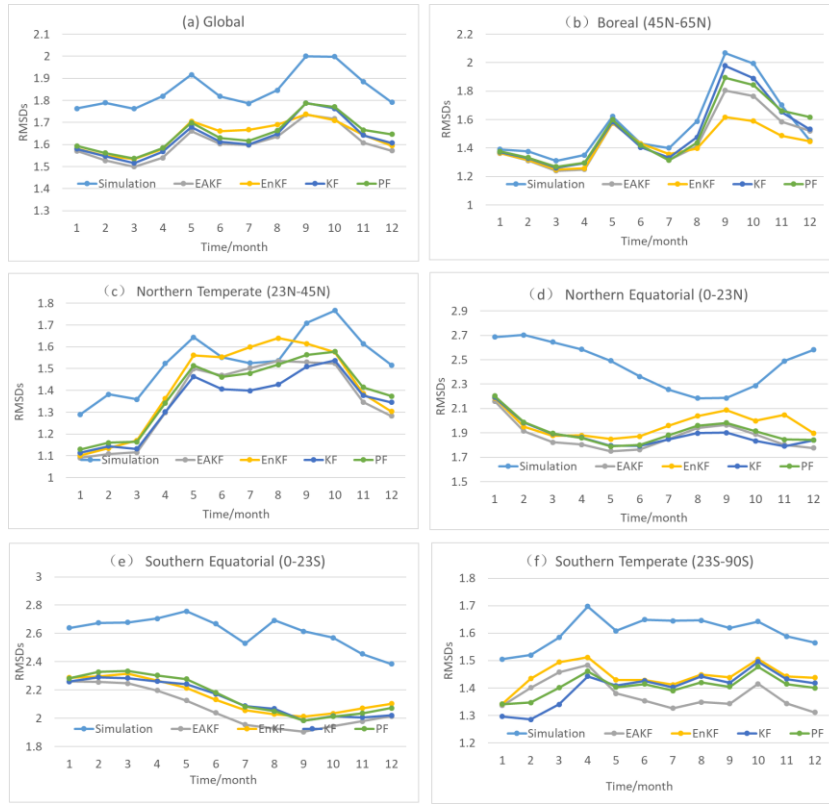 (a) Global
2.1
2
1.9
1.8
1.7
1.6
1.5
1.4
1.3
RMSDs
Simulation EAKF EnKF KF PF
1 2 3 4 5 6 7 8 9 10 11 12
Time/month
（b） Boreal (45N-65N)
2.2
2
1.8
1.6
1.4
1.2
1
RMSDs
Simulation EAKF EnKF KF PF
1 2 3 4 5 6 7 8 9 10 11 12
Time/month
（c） Northern Temperate (23N-45N)
1.8
1.7
1.6
1.5
1.4
1.3
1.2
1.1
1
RMSDs
Simulation EAKF EnKF KF PF
1 2 3 4 5 6 7 8 9 10 11 12
Time/month
（d） Northern Equatorial (0-23N)
2.9
2.7
2.5
2.3
2.1
1.9
1.7
1.5
RMSDs
Simulation EAKF EnKF KF PF
1 2 3 4 5 6 7 8 9 10 11 12
Time/month
（e） Southern Equatorial (0-23S)
3
2.8
2.6
2.4
2.2
2
1.8
RMSDs
Simulation EAKF EnKF KF PF
1 2 3 4 5 6 7 8 9 10 11 12
Time/month
（f） Southern Temperate (23S-90S)
1.8
1.7
1.6
1.5
1.4
1.3
1.2
RMSDs
Simulation EAKF EnKF KF PF
1 2 3 4 5 6 7 8 9 10 11 12
Time/month